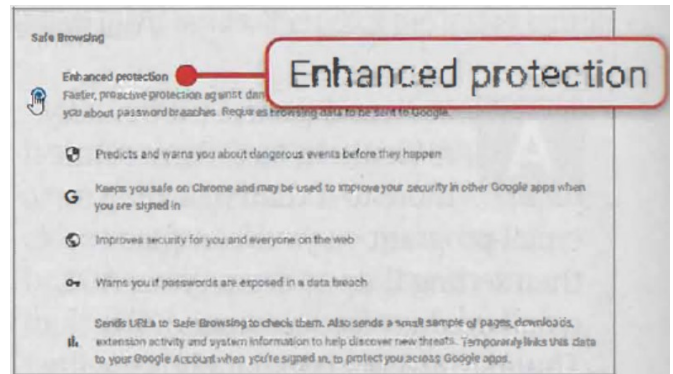 Safe Browsing
Enhanced protection
Enhanced protection
Faster, proactive protection against
you about password breaches. Requires browsing data to be sent to Google.
Predicts and warns you about dangerous events before they happen
Keeps you safe on Chrome and may be used to improve your security in other Google apps when
you are signed in
Improves security for you and everyone on the web
Warns you if passwords are exposed in a data breach
Sends URLs to Safe Browsing to check them. Also sends a small sample of pages, downloads,
extension activity and system information to help discover new threats. Temporarily links this data
to your Google Account when you're signed in, to protect you across Google apps.